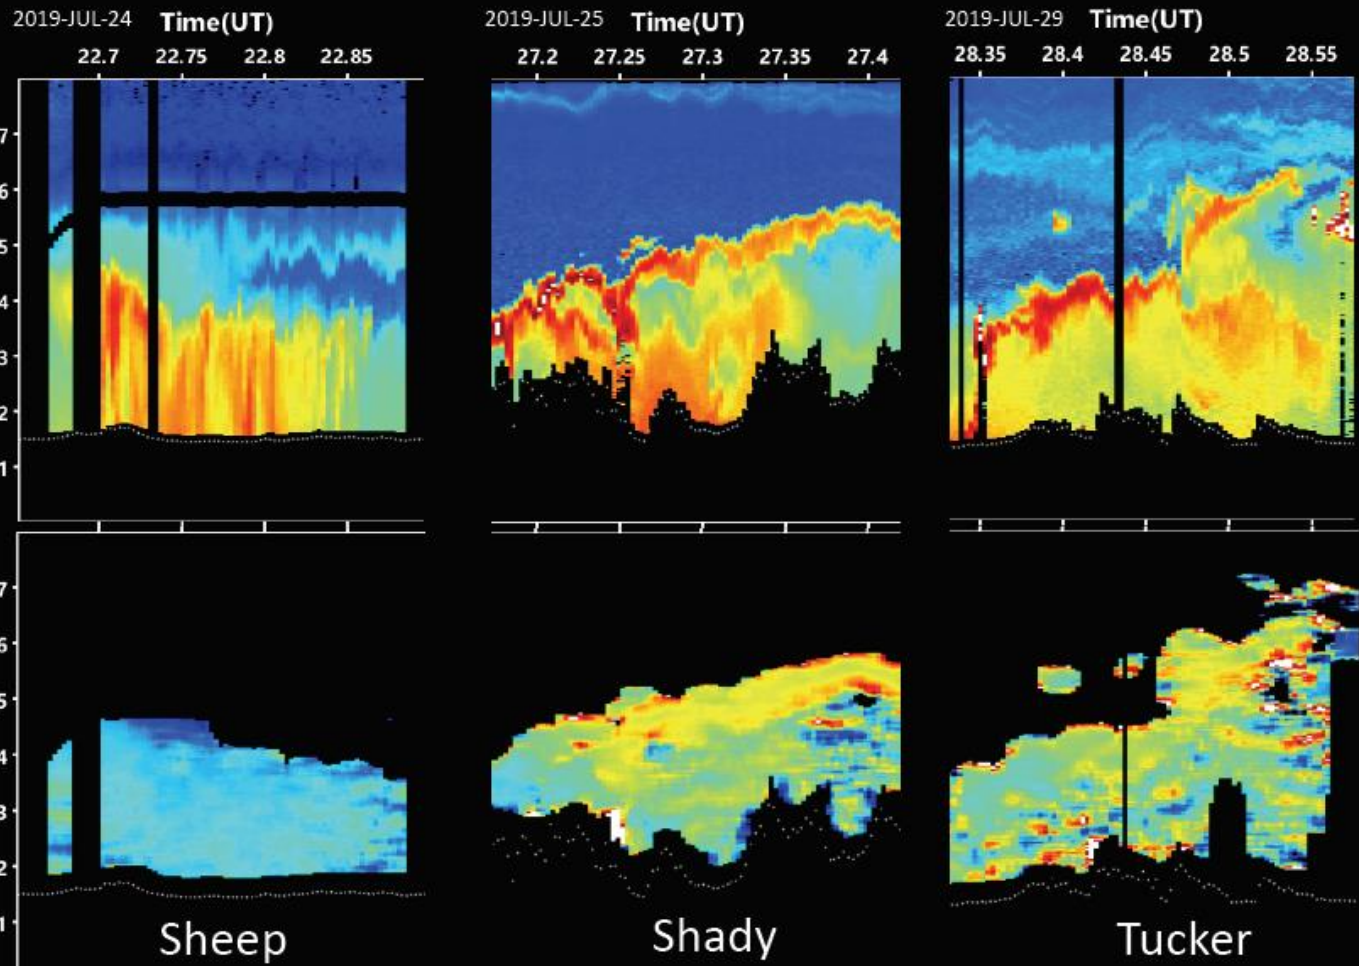 2019-JUL-24 Time(UT)
22.7 22.75 22.8 22.85
2019-JUL-25 Time(UT)
27.2 27.25 27.3 27.35 27.4
2019-JUL-29 Time(UT)
28.35 28.4 28.45 28.5 28.55
7
6
5
4
3
2
1
7
6
5
4
3
2
1
Sheep
Shady
Tucker